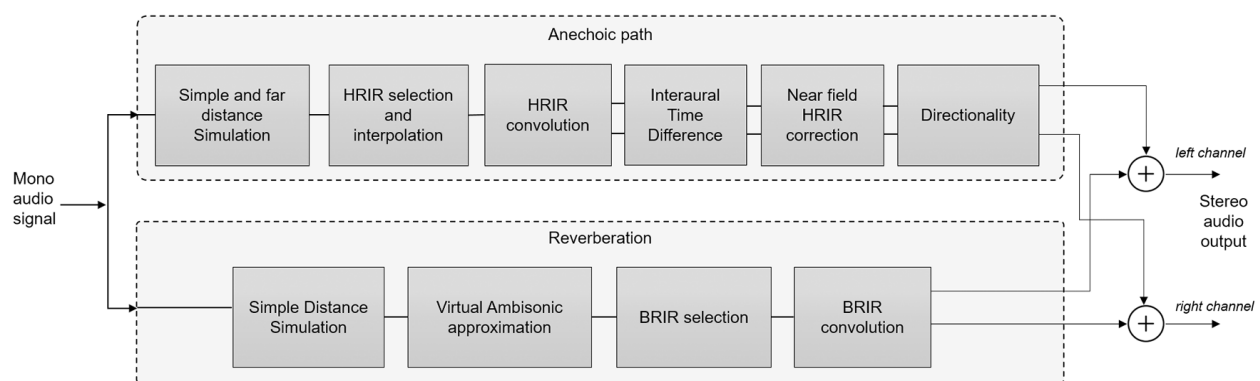 Anechoic path
Simple and far
distance
Simulation
HRIR selection
and
interpolation
HRIR
convolution
Interaural
Time
Difference
Near field
HRIR
correction
Directionality
Mono
audio
signal
left channel
+
Stereo
audio
output
Reverberation
Simple Distance
Simulation
Virtual Ambisonic
approximation
BRIR selection
BRIR
convolution
right channel
+